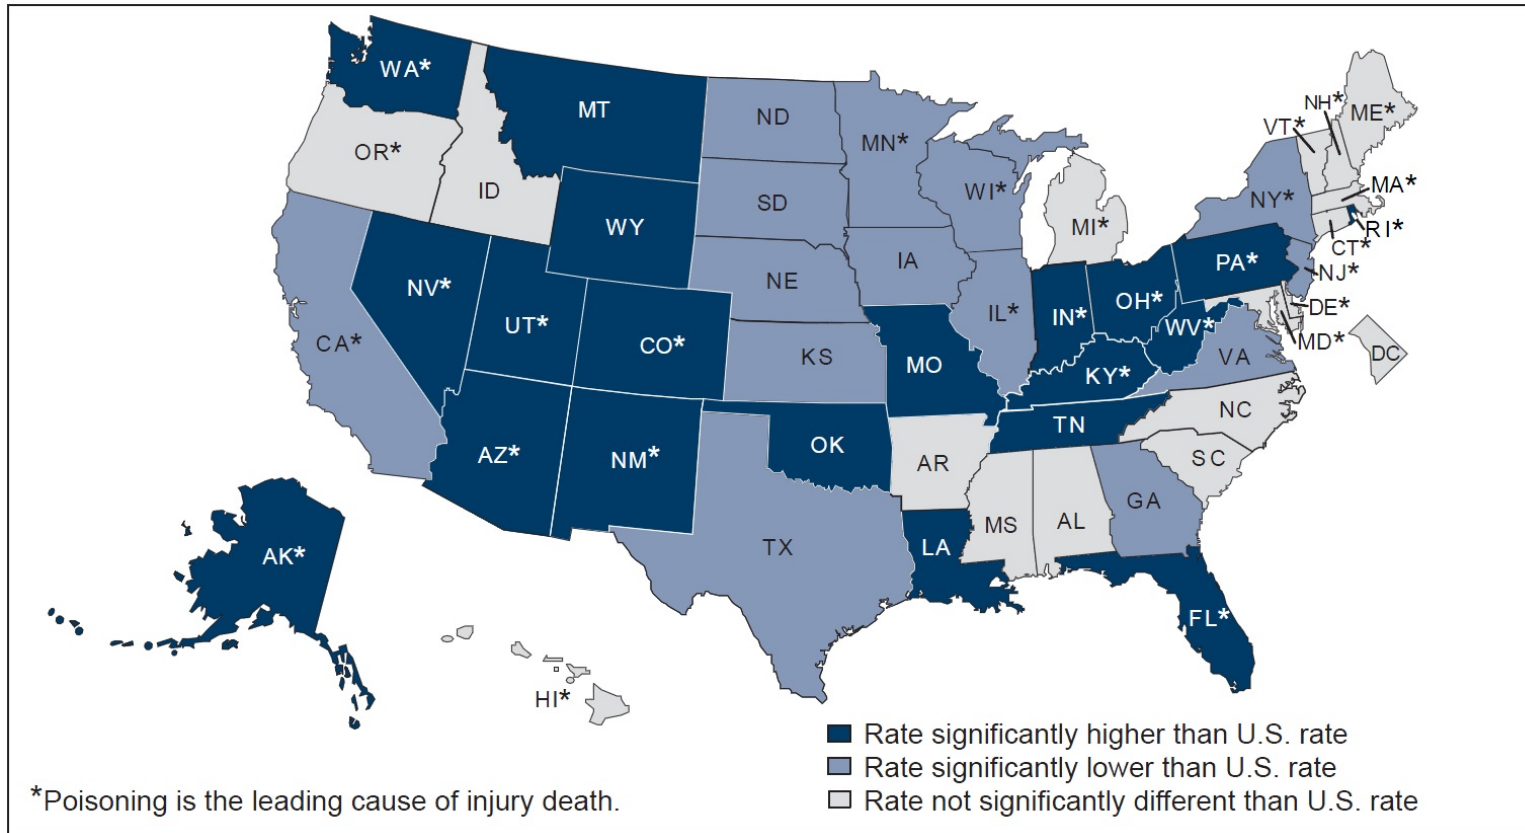 WA*
MT
ND
MN*
NH*
ME*
VT*
OR*
ID
SD
WI*
MI*
NY*
MA*
RI*
CT*
WY
IA
PA*
NJ*
NV*
NE
IL*
IN*
OH*
DE*
UT*
CO*
KS
MO
WV*
MD*
CA*
VA
DC
KY*
AZ*
NM*
OK
AR
TN
NC
SC
TX
LA
MS
AL
GA
AK*
FL*
HI*
Rate significantly higher than U.S. rate
Rate significantly lower than U.S. rate
Rate not significantly different than U.S. rate
*Poisoning is the leading cause of injury death.